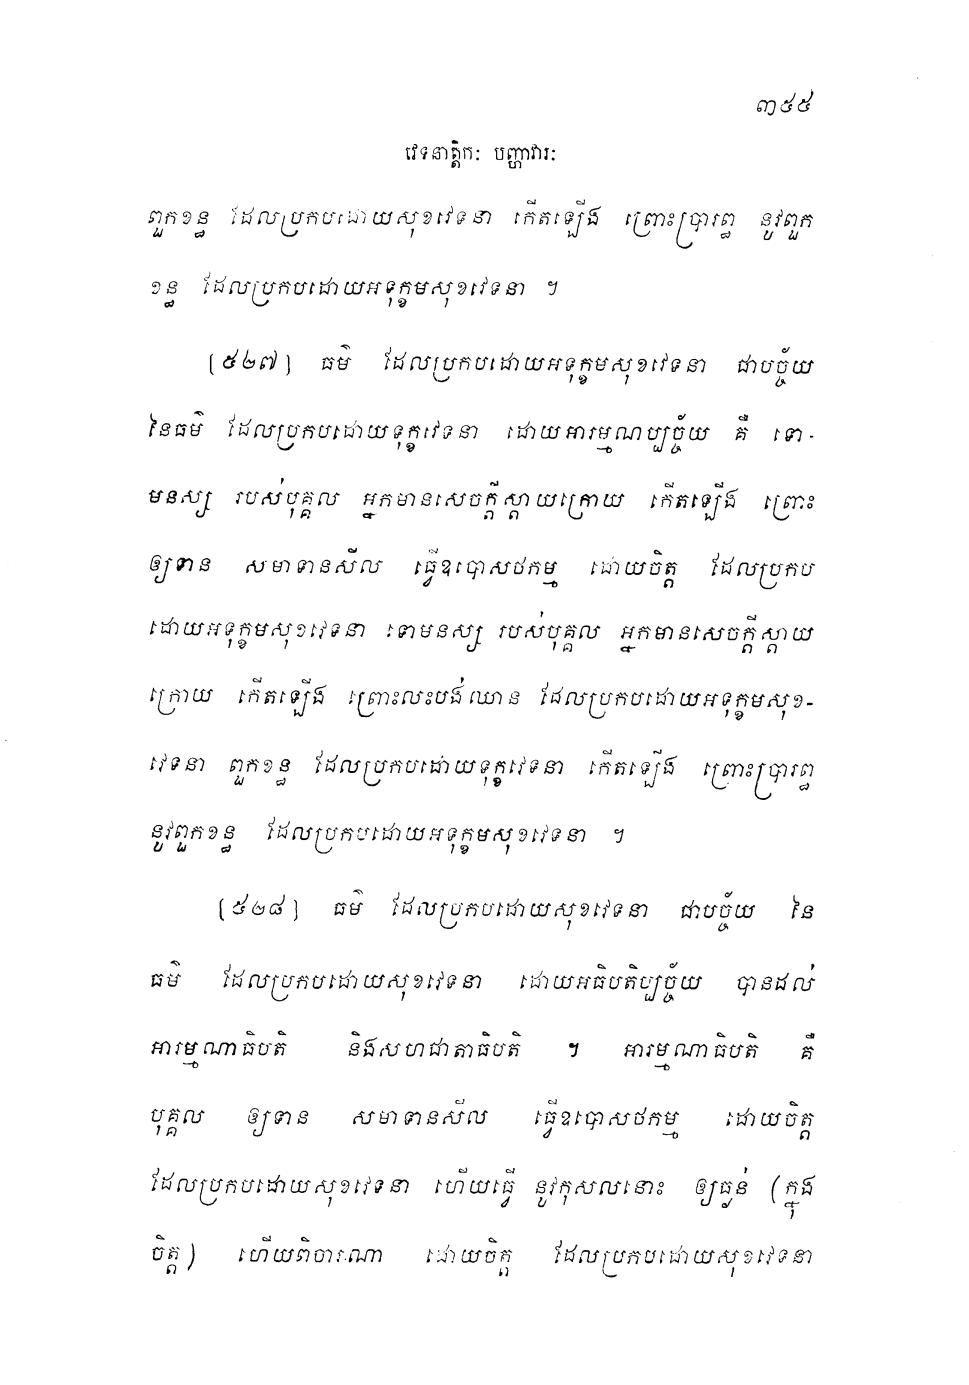 ៣៥៥
វេទនាត្តិកៈ បញ្ហាវារៈ
ពួកខន្ធ ដែលប្រកបដោយសុខវេទនា កើតឡើង ព្រោះប្រារព្ធ នូវពួក
ខន្ធ ដែលប្រកបដោយអទុក្ខមសុខវេទនា ។
[៥២៧] ធម៌ ដែលប្រកបដោយអទុក្ខមសុខវេទនា ជាបច្ច័យ
នៃធម៌ ដែលប្រកបដោយទុក្ខវេទនា ដោយអារម្មណប្បច្ច័យ គឺ ទោ-
មនស្ស របស់បុគ្គល អ្នកមានសេចក្តីស្តាយក្រោយ កើតឡើង ព្រោះ
ឲ្យទាន សមាទានសីល ធ្វើឧបោសថកម្ម ដោយចិត្ត ដែលប្រកប
ដោយអទុក្ខមសុខវេទនា ទោមនស្ស របស់បុគ្គល អ្នកមានសេចក្តីស្តាយ
ក្រោយ កើតឡើង ព្រោះលះបង់ឈាន ដែលប្រកបដោយអទុក្ខមសុខ-
វេទនា ពួកខន្ធ ដែលប្រកបដោយទុក្ខវេទនា កើតឡើង ព្រោះប្រារព្ធ
នូវពួកខន្ធ ដែលប្រកបដោយអទុក្ខមសុខវេទនា ។
[៥២៨] ធម៌ ដែលប្រកបដោយសុខវេទនា ជាបច្ច័យ នៃ
ធម៌ ដែលប្រកបដោយសុខវេទនា ដោយអធិបតិប្បច្ច័យ បានដល់
អារម្មណាធិបតិ និងសហជាតាធិបតិ ។ អារម្មណាធិបតិ គឺ
បុគ្គល ឲ្យទាន សមាទានសីល ធ្វើឧបោសថកម្ម ដោយចិត្ត
ដែលប្រកបដោយសុខវេទនា ហើយធ្វើ នូវកុសលនោះ ឲ្យធ្ងន់ (ក្នុង
ចិត្ត) ហើយពិចារណា ដោយចិត្ត ដែលប្រកបដោយសុខវេទនា